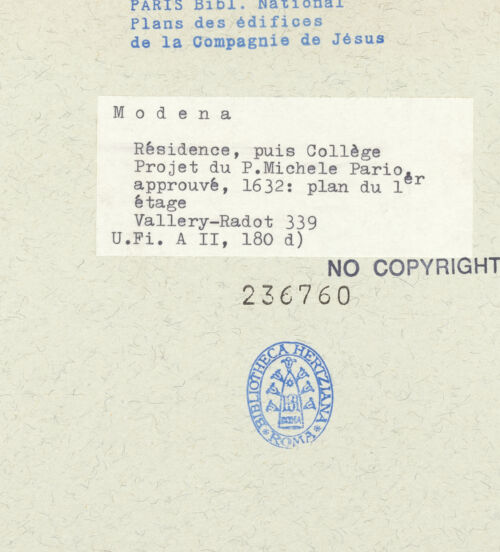 PARIS Bibl. National
Plans des édifices
de la Compagnie de Jésus
Modena
Résidence, puis Collège
Projet du P.Michele Pario,
approuvé, 1632: plan du 1er
étage
Vallery-Radot 339
U.Fi. A II, 180 d)
NO COPYRIGHT
236760
BIBLIOTHECA HERTZIANA
ROMA